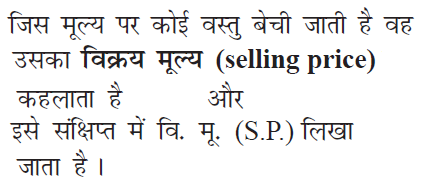 जिस मूल्य पर कोई वस्तु बेची जाती है वह
उसका विक्रय मूल्य (selling price)
कहलाता है और
इसे संक्षिप्त में वि. मू. (S.P.) लिखा
जाता है ।